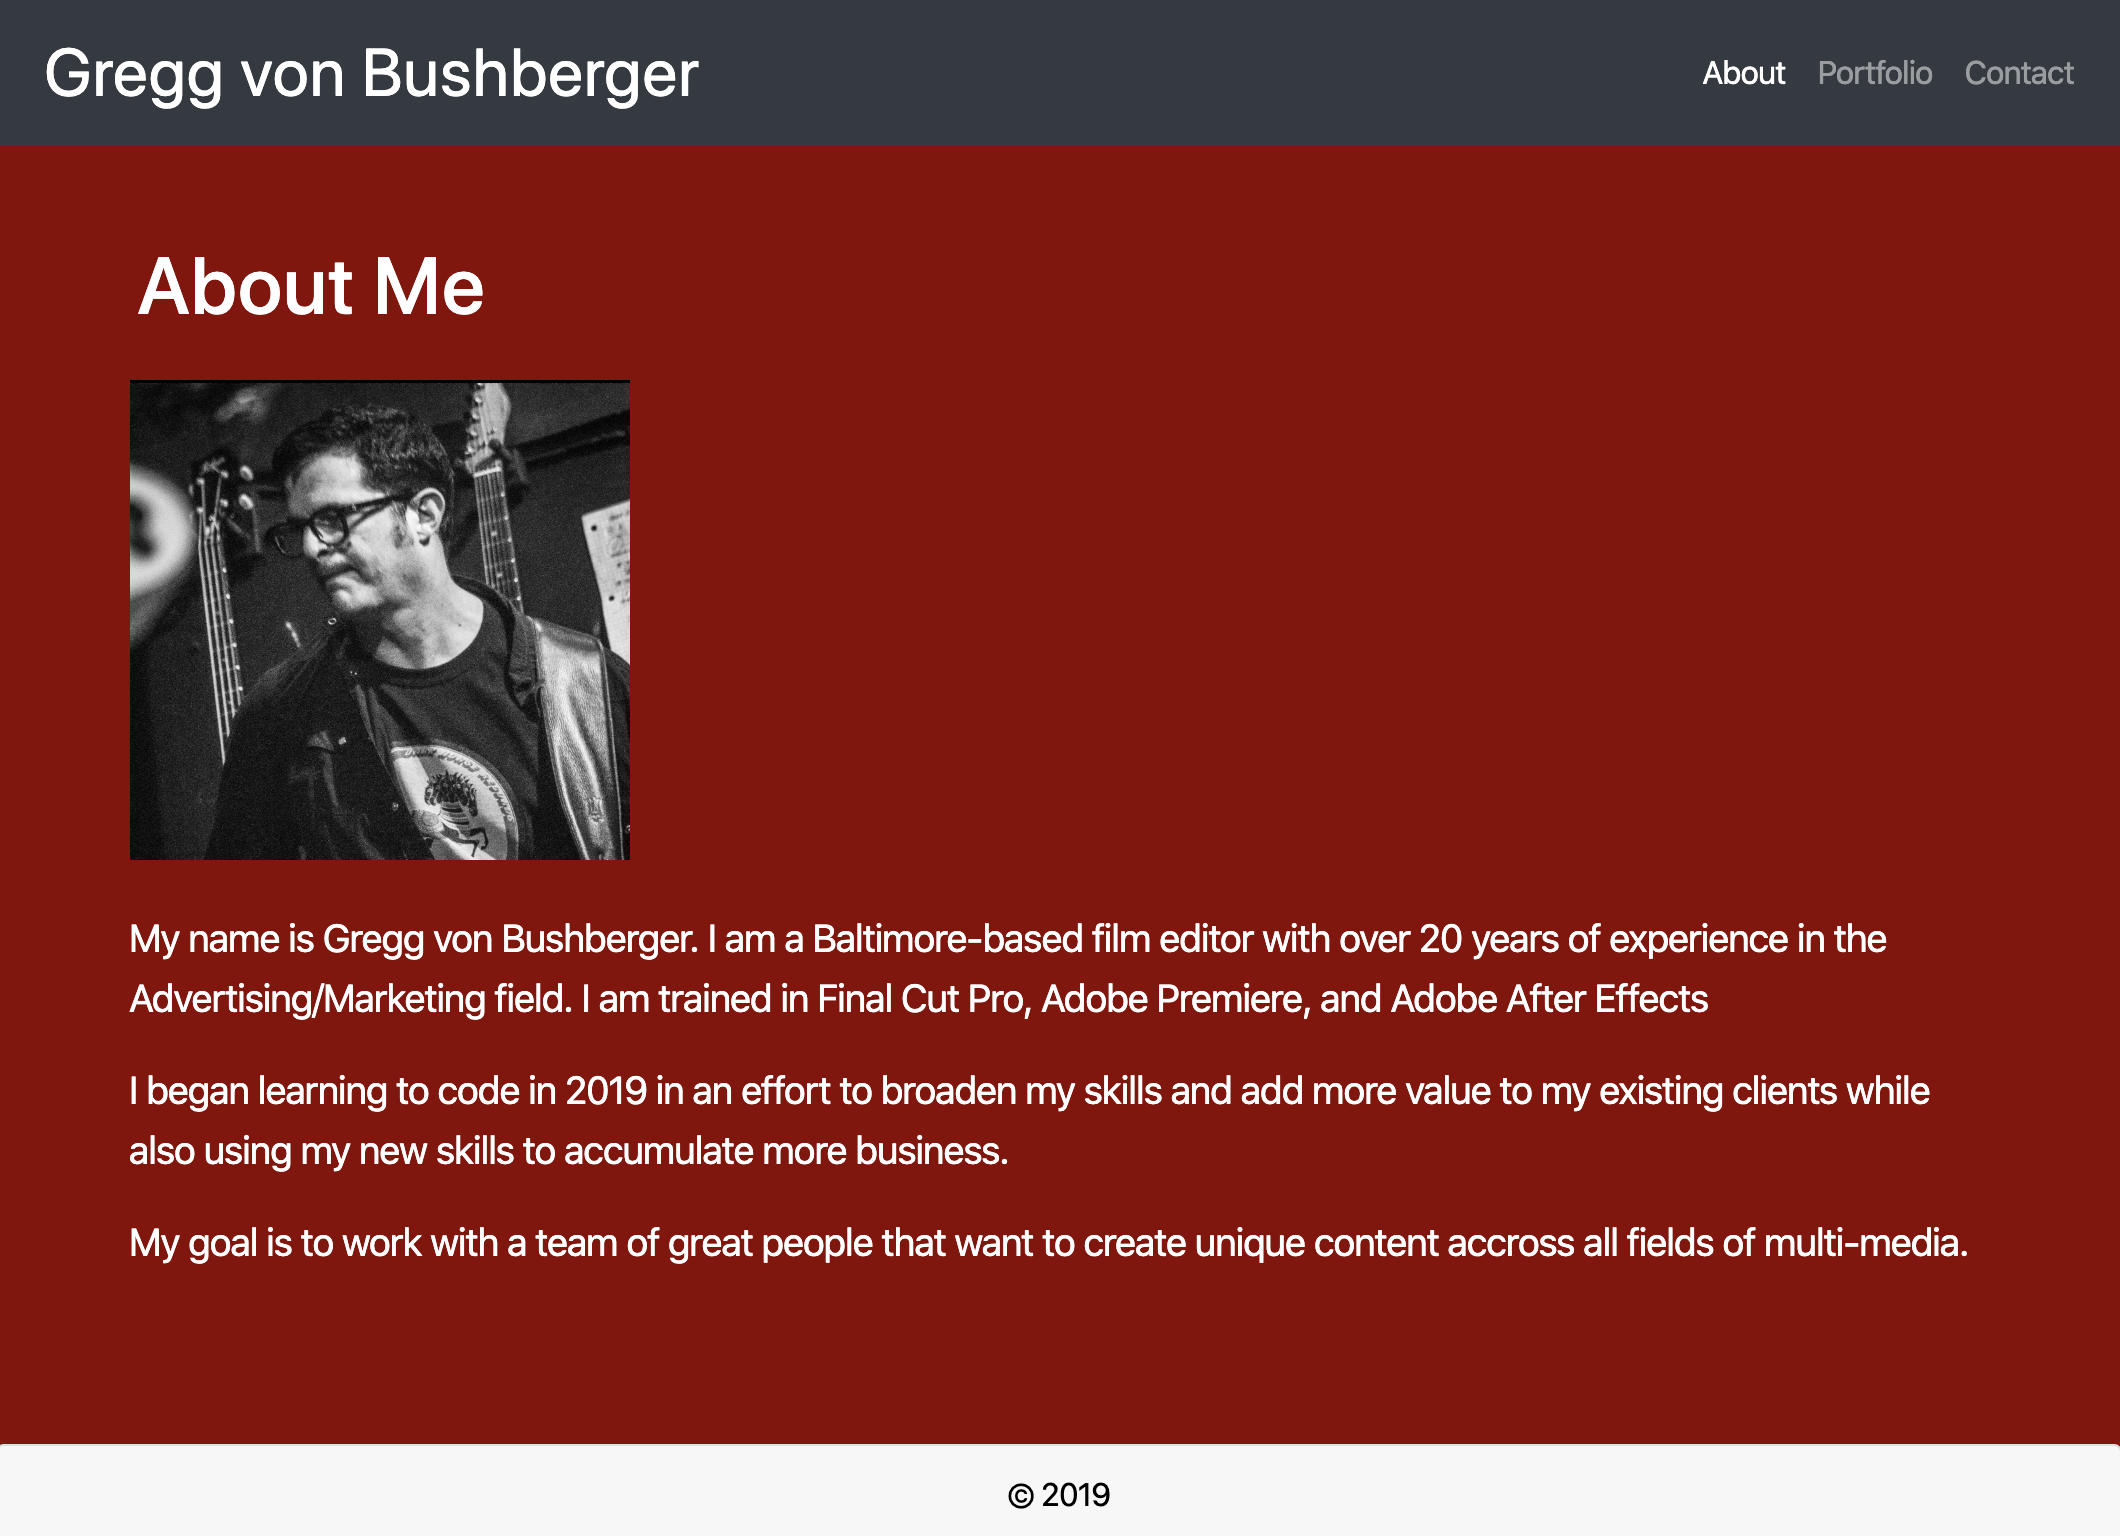 Gregg von Bushberger
About Portfolio Contact
About Me
My name is Gregg von Bushberger. I am a Baltimore-based film editor with over 20 years of experience in the
Advertising/Marketing field. I am trained in Final Cut Pro, Adobe Premiere, and Adobe After Effects
I began learning to code in 2019 in an effort to broaden my skills and add more value to my existing clients while
also using my new skills to accumulate more business.
My goal is to work with a team of great people that want to create unique content accross all fields of multi-media.
© 2019